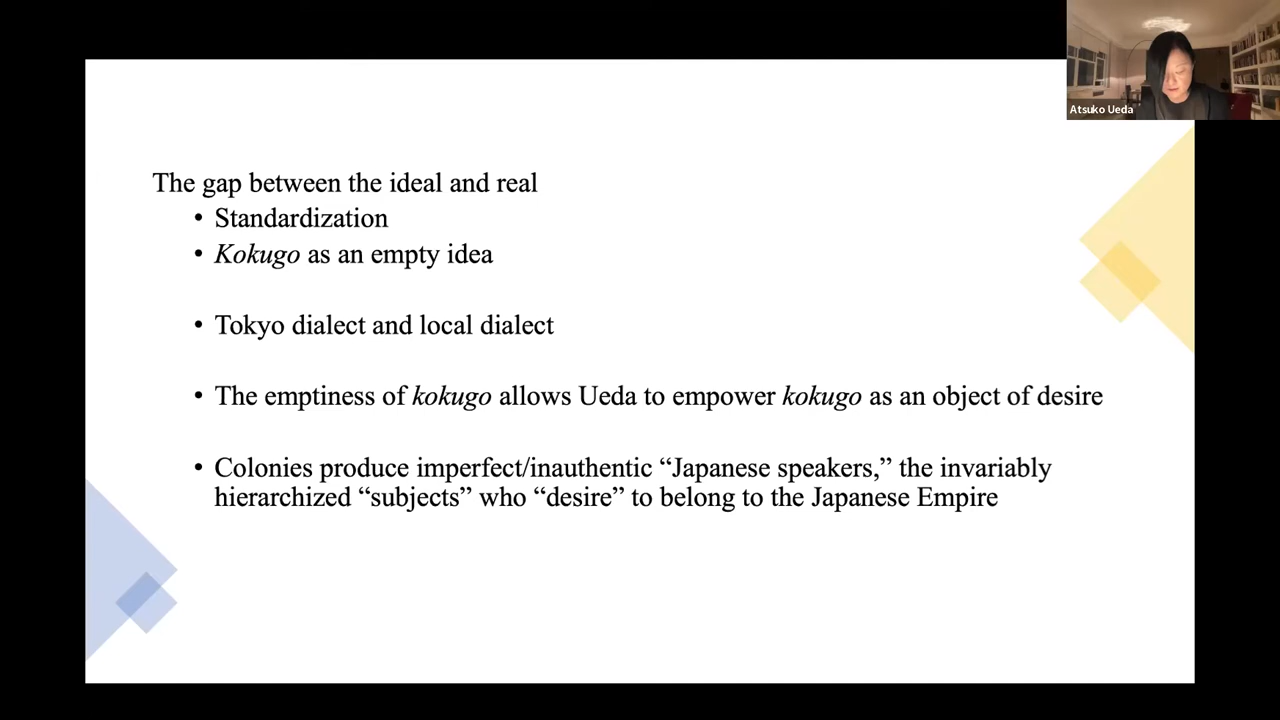 Atsuko Ueda
The gap between the ideal and real
• Standardization
• Kokugo as an empty idea
• Tokyo dialect and local dialect
• The emptiness of kokugo allows Ueda to empower kokugo as an object of desire
• Colonies produce imperfect/inauthentic “Japanese speakers,” the invariably
hierarchized “subjects” who “desire” to belong to the Japanese Empire